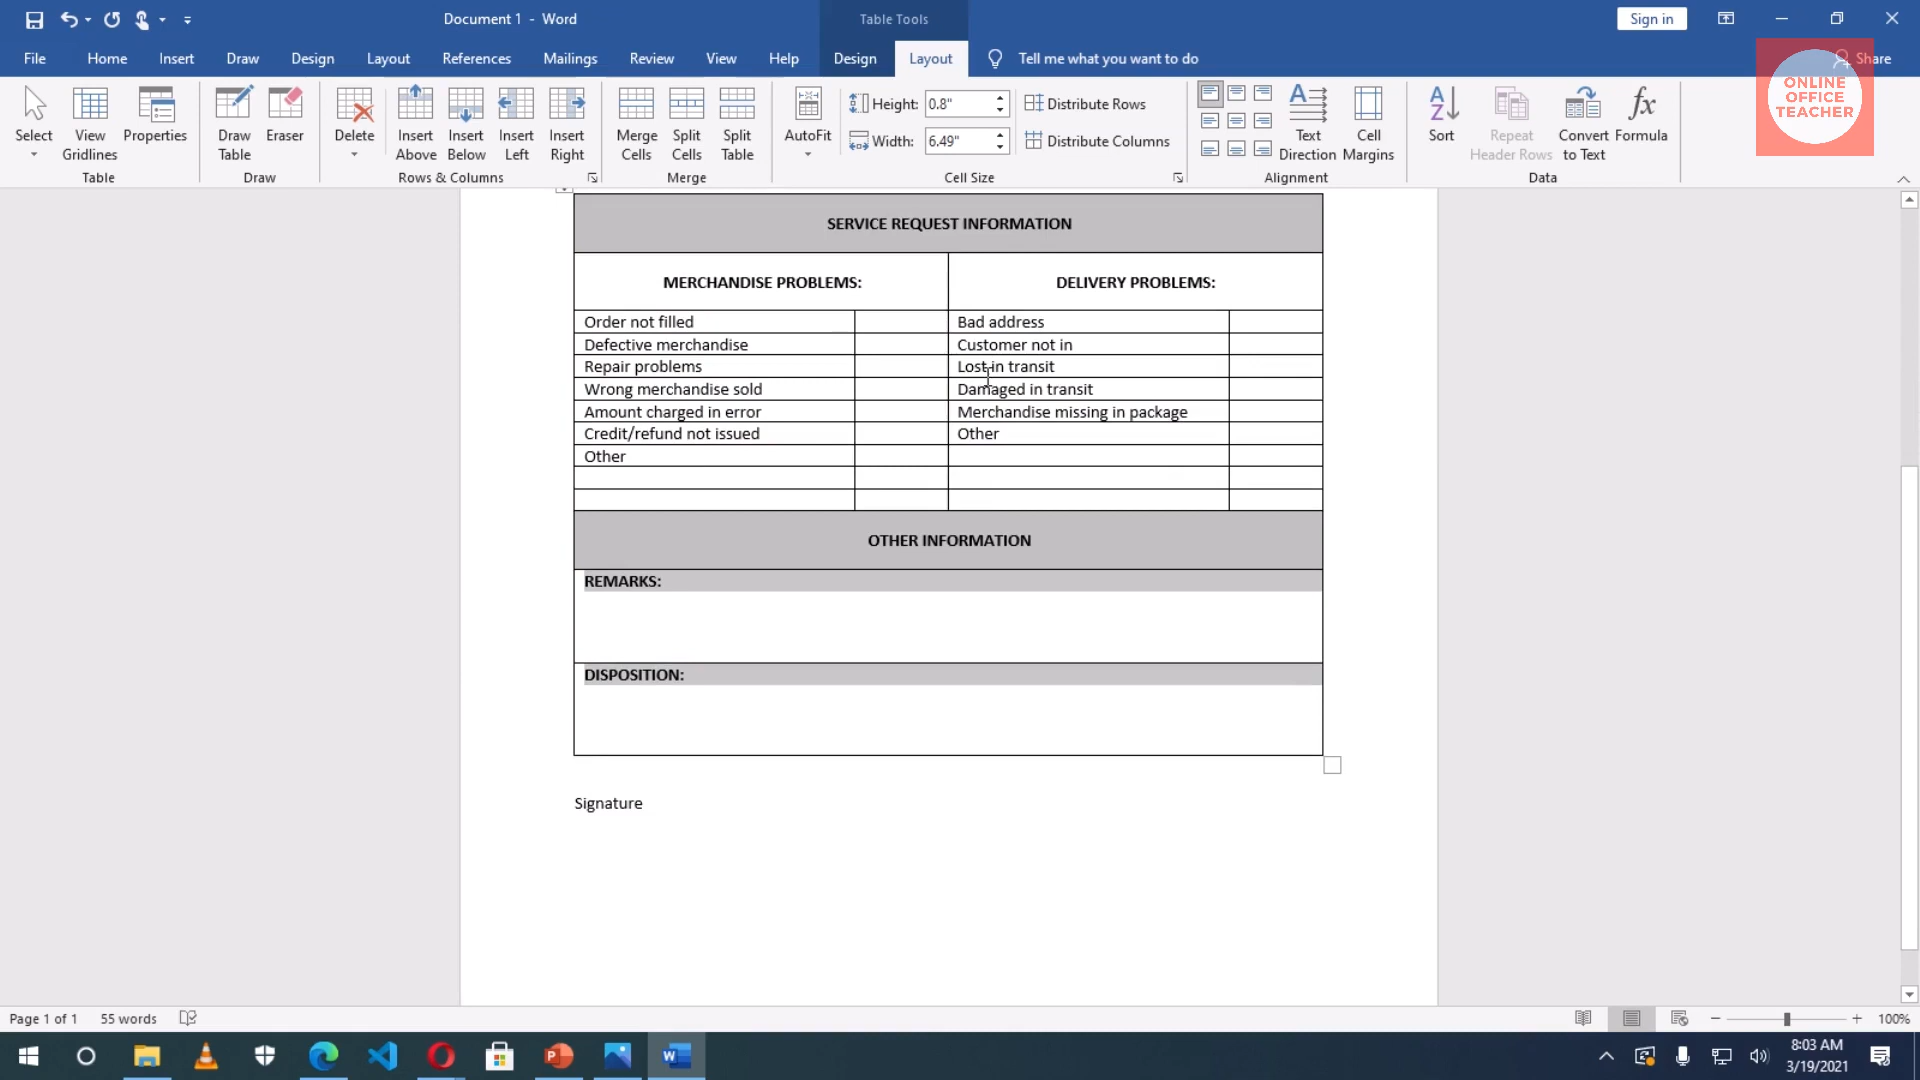 Document 1 - Word
Table Tools
Sign in
File Home Insert Draw Design Layout References Mailings Review View Help Design Layout Tell me what you want to do Share
ONLINE
OFFICE
TEACHER
Select
View
Gridlines
Properties
Table
Draw
Table
Eraser
Draw
Delete
Insert
Above
Insert
Below
Insert
Left
Insert
Right
Rows & Columns
Merge
Cells
Split
Cells
Split
Table
Merge
AutoFit
Height: 0.8"
Width: 6.49"
Distribute Rows
Distribute Columns
Cell Size
Text
Direction
Cell
Margins
Alignment
Sort
Repeat
Header Rows
Convert
to Text
Formula
Data
SERVICE REQUEST INFORMATION
MERCHANDISE PROBLEMS: DELIVERY PROBLEMS:
Order not filled Bad address
Defective merchandise Customer not in
Repair problems Lost in transit
Wrong merchandise sold Damaged in transit
Amount charged in error Merchandise missing in package
Credit/refund not issued Other
Other
OTHER INFORMATION
REMARKS:
DISPOSITION:
Signature
Page 1 of 1 55 words 100%
8:03 AM
3/19/2021